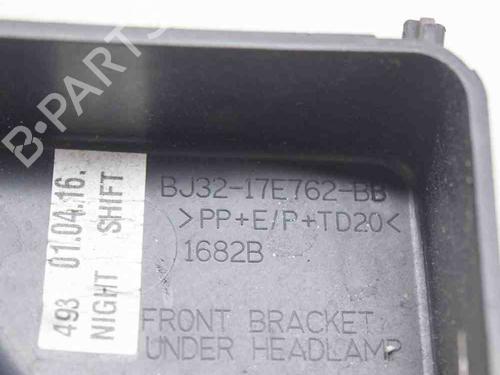 B-PARTS
493 01.04.16.
NIGHT SHIFT
BJ32-17E762-BB
>PP+E/P+TD20<
1682B
FRONT BRACKET
UNDER HEADLAMP